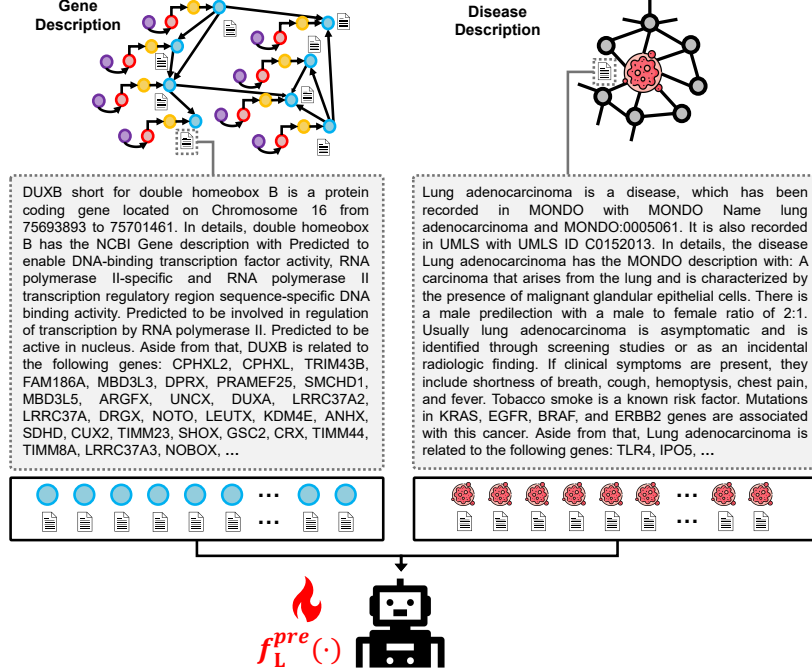 Gene
Description
Disease
Description
DUXB short for double homeobox B is a protein
coding gene located on Chromosome 16 from
75693893 to 75701461. In details, double homeobox
B has the NCBI Gene description with Predicted to
enable DNA-binding transcription factor activity, RNA
polymerase II-specific and RNA polymerase II
transcription regulatory region sequence-specific DNA
binding activity. Predicted to be involved in regulation
of transcription by RNA polymerase II. Predicted to be
active in nucleus. Aside from that, DUXB is related to
the following genes: CPHXL2, CPHXL, TRIM43B,
FAM186A, MBD3L3, DPRX, PRAMEF25, SMCHD1,
MBD3L5, ARGFX, UNCX, DUXA, LRRC37A2,
LRRC37A, DRGX, NOTO, LEUTX, KDM4E, ANHX,
SDHD, CUX2, TIMM23, SHOX, GSC2, CRX, TIMM44,
TIMM8A, LRRC37A3, NOBOX, ...
Lung adenocarcinoma is a disease, which has been
recorded in MONDO with MONDO Name lung
adenocarcinoma and MONDO:0005061. It is also recorded
in UMLS with UMLS ID C0152013. In details, the disease
Lung adenocarcinoma has the MONDO description with: A
carcinoma that arises from the lung and is characterized by
the presence of malignant glandular epithelial cells. There is
a male predilection with a male to female ratio of 2:1.
Usually lung adenocarcinoma is asymptomatic and is
identified through screening studies or as an incidental
radiologic finding. If clinical symptoms are present, they
include shortness of breath, cough, hemoptysis, chest pain,
and fever. Tobacco smoke is a known risk factor. Mutations
in KRAS, EGFR, BRAF, and ERBB2 genes are associated
with this cancer. Aside from that, Lung adenocarcinoma is
related to the following genes: TLR4, IPO5, ...
...
...
...
...
f_L^pre(·)